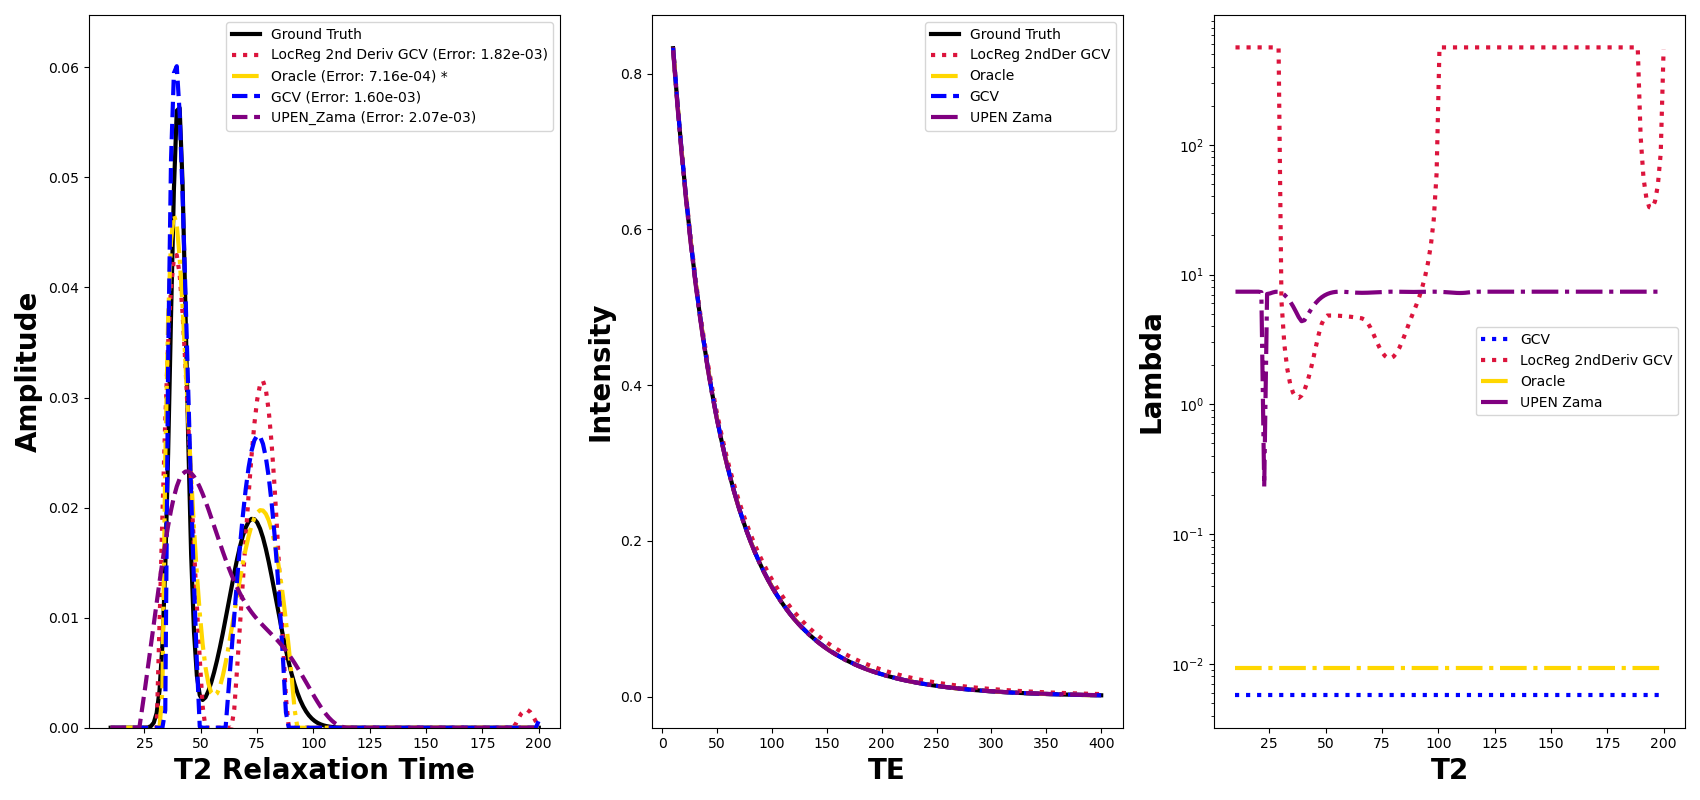 Ground Truth
LocReg 2nd Deriv GCV (Error: 1.82e-03)
Oracle (Error: 7.16e-04) *
GCV (Error: 1.60e-03)
UPEN_Zama (Error: 2.07e-03)
0.06
0.05
0.04
0.03
0.02
0.01
0.00
Amplitude
25 50 75 100 125 150 175 200
T2 Relaxation Time
Ground Truth
LocReg 2ndDer GCV
Oracle
GCV
UPEN Zama
0.8
0.6
0.4
0.2
0.0
Intensity
0 50 100 150 200 250 300 350 400
TE
10²
10¹
10⁰
10⁻¹
10⁻²
Lambda
GCV
LocReg 2ndDeriv GCV
Oracle
UPEN Zama
25 50 75 100 125 150 175 200
T2